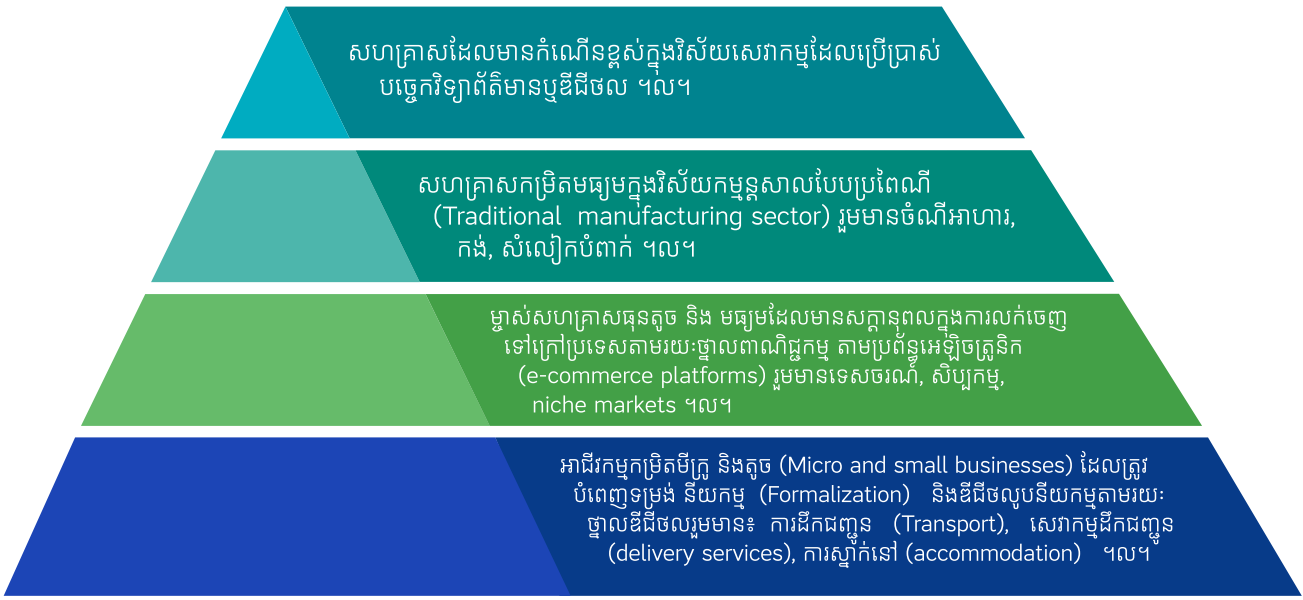 សហគ្រាសដែលមានកំណើនខ្ពស់ក្នុងវិស័យសេវាកម្មដែលប្រើប្រាស់
បច្ចេកវិទ្យាព័ត៌មានឬឌីជីថល ។ល។
សហគ្រាសកម្រិតមធ្យមក្នុងវិស័យកម្មន្តសាលបែបប្រពៃណី
(Traditional manufacturing sector) រួមមានចំណីអាហារ,
កង់, សំលៀកបំពាក់ ។ល។
ម្ចាស់សហគ្រាសធុនតូច និង មធ្យមដែលមានសក្តានុពលក្នុងការលក់ចេញ
ទៅក្រៅប្រទេសតាមរយៈថ្នាលពាណិជ្ជកម្ម តាមប្រព័ន្ធអេឡិចត្រូនិក
(e-commerce platforms) រួមមានទេសចរណ៍, សិប្បកម្ម,
niche markets ។ល។
អាជីវកម្មកម្រិតមីក្រូ និងតូច (Micro and small businesses) ដែលត្រូវ
បំពេញទម្រង់ នីយកម្ម (Formalization) និងឌីជីថលូបនីយកម្មតាមរយៈ
ថ្នាលឌីជីថលរួមមាន៖ ការដឹកជញ្ជូន (Transport), សេវាកម្មដឹកជញ្ជូន
(delivery services), ការស្នាក់នៅ (accommodation) ។ល។